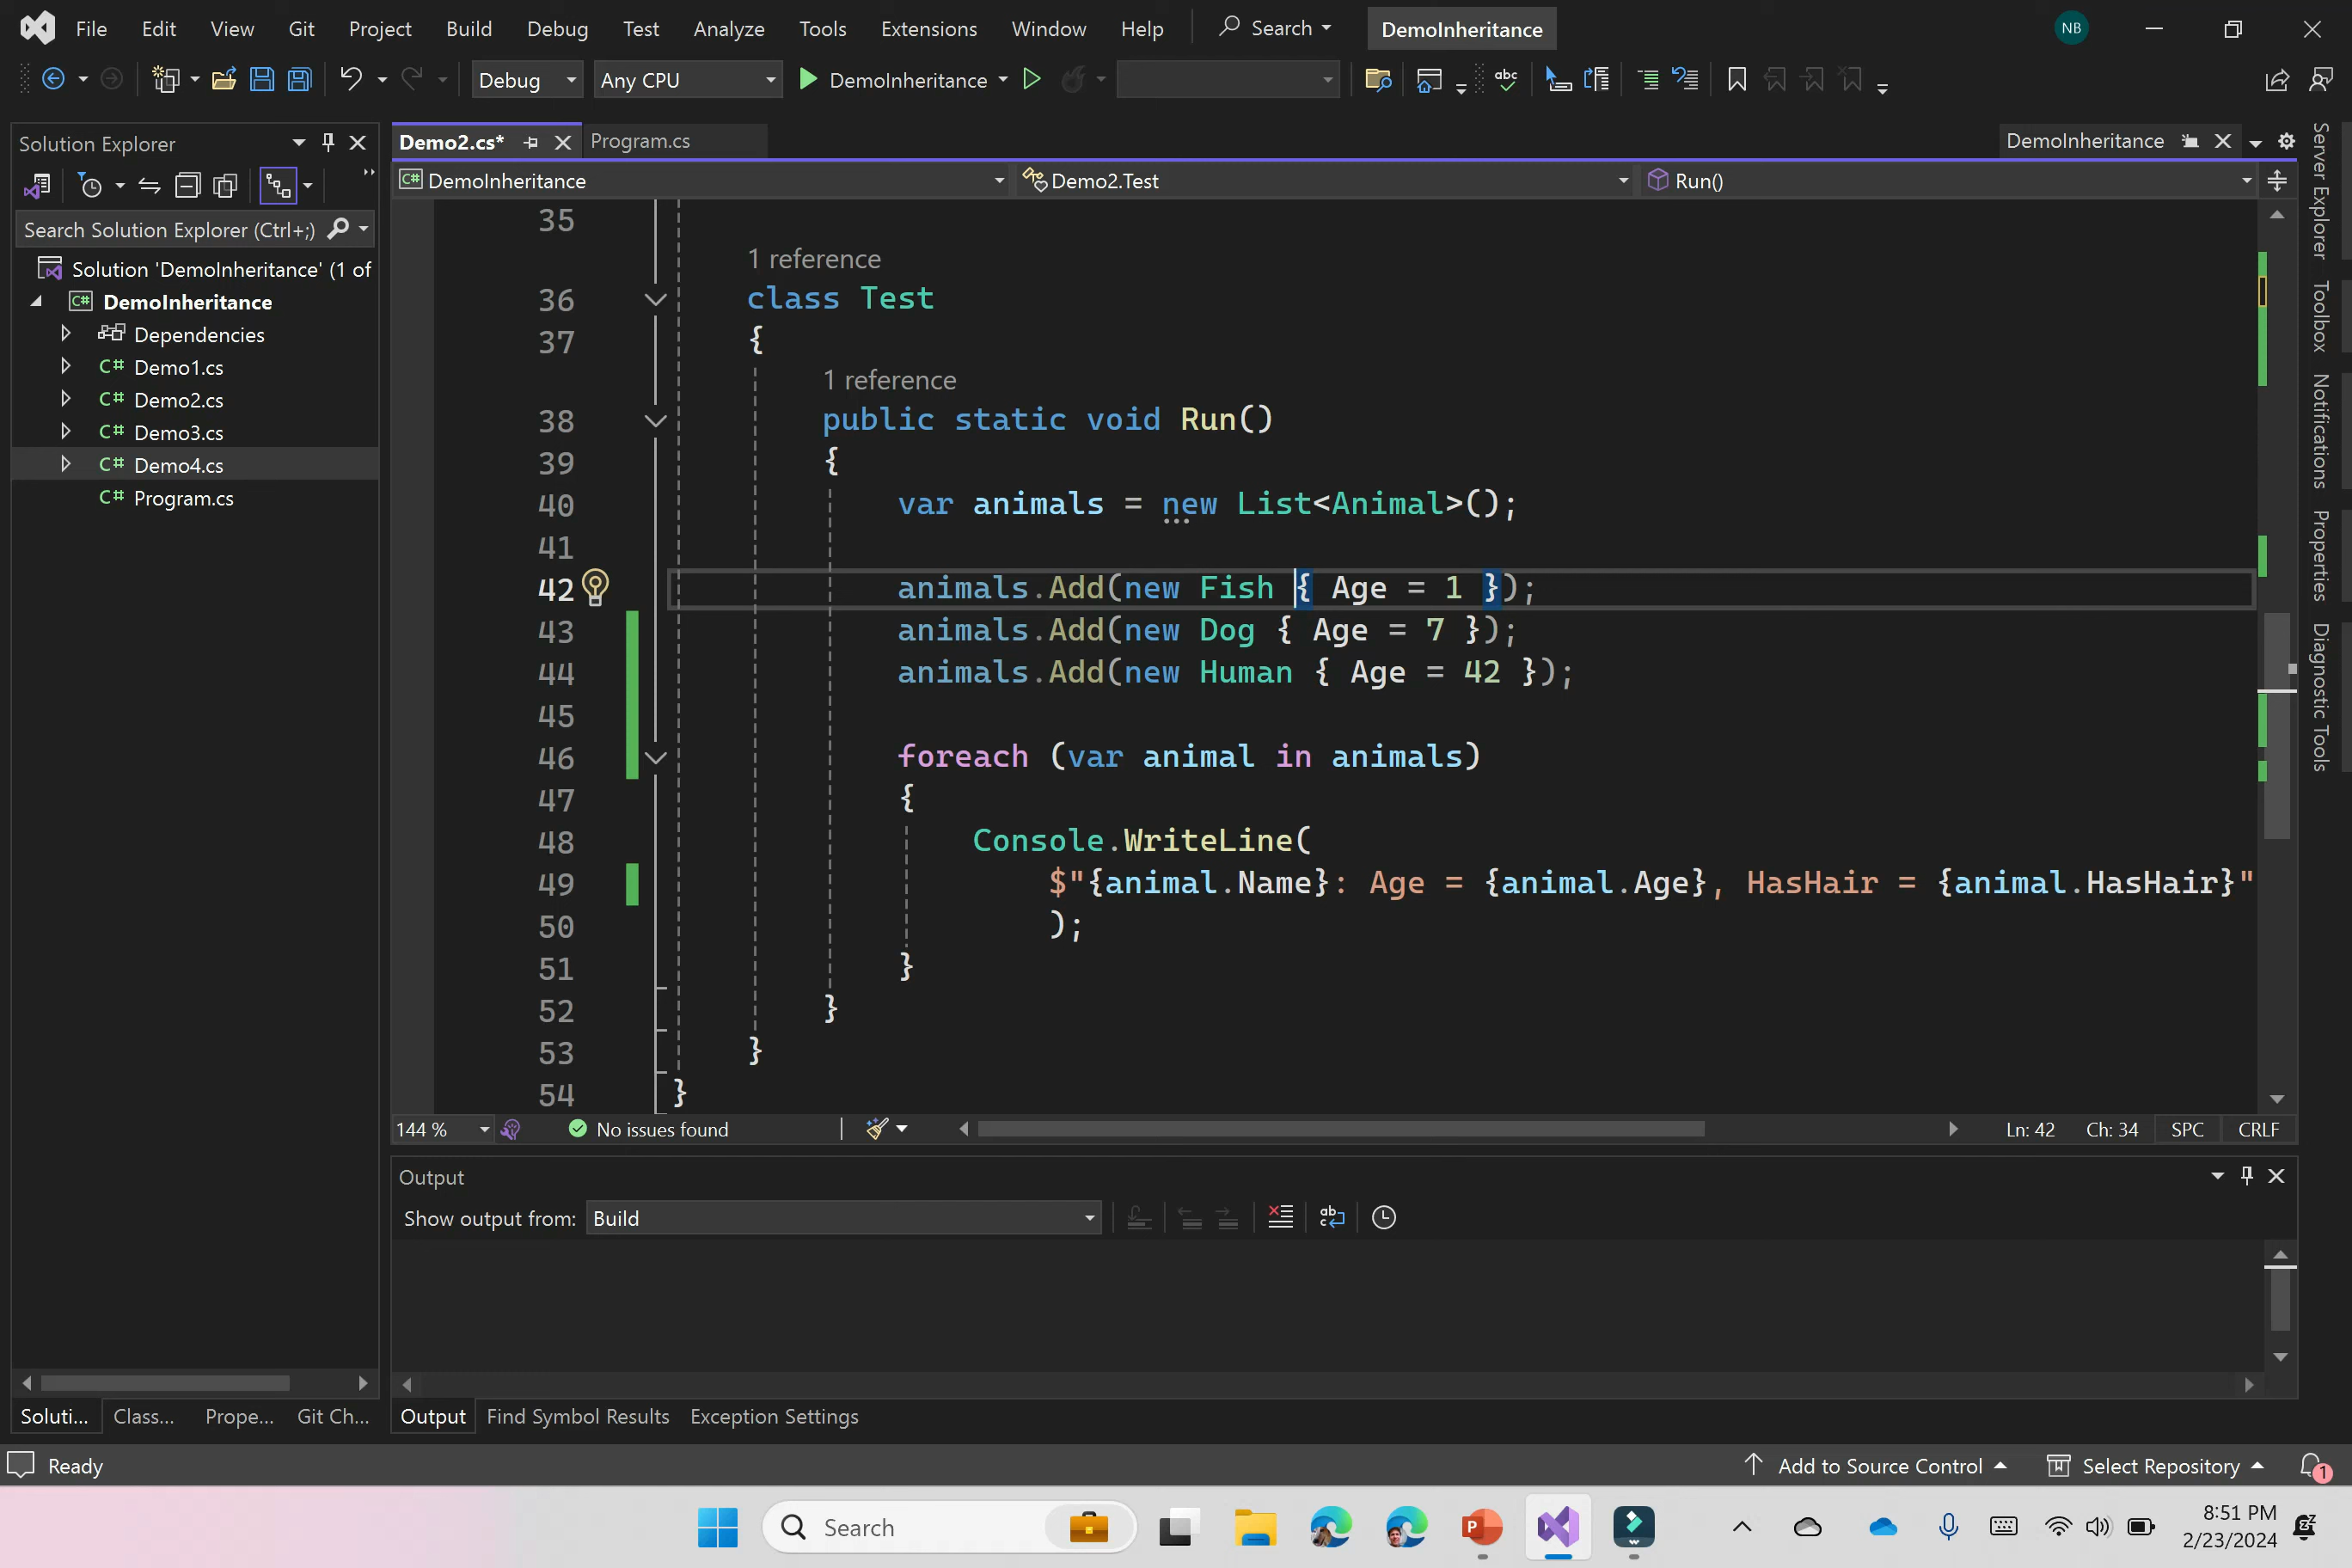 File Edit View Git Project Build Debug Test Analyze Tools Extensions Window Help Search DemoInheritance NB
Debug Any CPU DemoInheritance
Solution Explorer
Search Solution Explorer (Ctrl+;)
Solution 'DemoInheritance' (1 of
C# DemoInheritance
Dependencies
C# Demo1.cs
C# Demo2.cs
C# Demo3.cs
C# Demo4.cs
C# Program.cs
Soluti... Class... Prope... Git Ch...
Demo2.cs* Program.cs DemoInheritance
C# DemoInheritance Demo2.Test Run()
35
1 reference
36 class Test
37 {
1 reference
38 public static void Run()
39 {
40 var animals = new List<Animal>();
41
42 animals.Add(new Fish { Age = 1 });
43 animals.Add(new Dog { Age = 7 });
44 animals.Add(new Human { Age = 42 });
45
46 foreach (var animal in animals)
47 {
48 Console.WriteLine(
49 $"{animal.Name}: Age = {animal.Age}, HasHair = {animal.HasHair}"
50 );
51 }
52 }
53 }
54 }
144 % No issues found Ln: 42 Ch: 34 SPC CRLF
Output
Show output from: Build
Output Find Symbol Results Exception Settings
Server Explorer
Toolbox
Notifications
Properties
Diagnostic Tools
Ready Add to Source Control Select Repository 1
Search
8:51 PM
2/23/2024